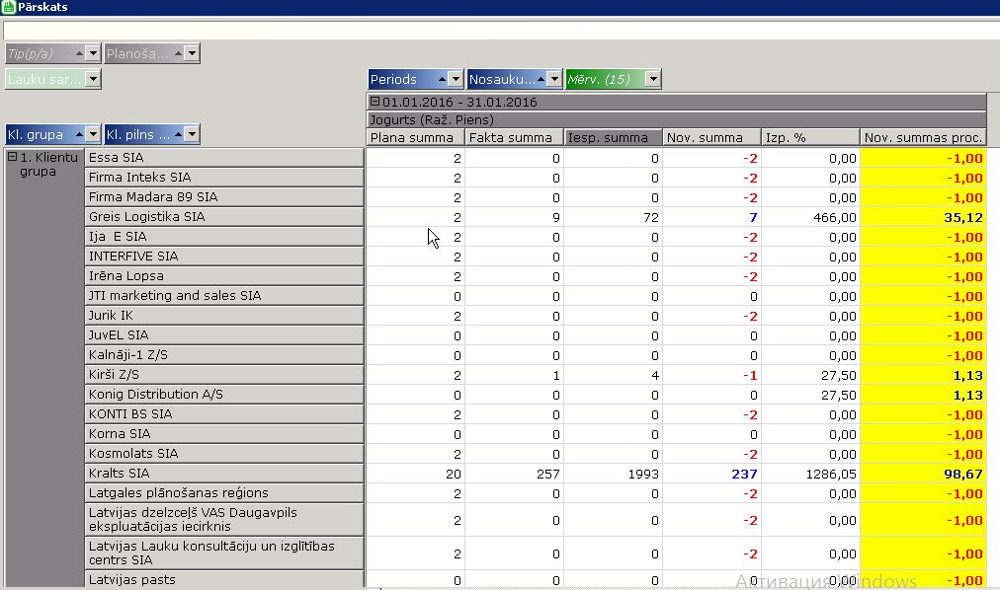 Pārskats
Tip(p/a) Planoša...
Lauku sar...
Periods Nosauku... Mērv. (15)
01.01.2016 - 31.01.2016
Jogurts (Raž. Piens)
Kl. grupa Kl. pilns ... Plana summa Fakta summa Iesp. summa Nov. summa Izp. % Nov. summas proc.
1. Klientu grupa
Essa SIA 2 0 0 -2 0,00 -1,00
Firma Inteks SIA 2 0 0 -2 0,00 -1,00
Firma Madara 89 SIA 2 0 0 -2 0,00 -1,00
Greis Logistika SIA 2 9 72 7 466,00 35,12
Ija E SIA 2 0 0 -2 0,00 -1,00
INTERFIVE SIA 2 0 0 -2 0,00 -1,00
Irēna Lopsa 2 0 0 -2 0,00 -1,00
JTI marketing and sales SIA 0 0 0 0 0,00 -1,00
Jurik IK 2 0 0 -2 0,00 -1,00
JuvEL SIA 0 0 0 0 0,00 -1,00
Kalnāji-1 Z/S 0 0 0 0 0,00 -1,00
Kirši Z/S 2 1 4 -1 27,50 1,13
Konig Distribution A/S 0 0 0 0 27,50 1,13
KONTI BS SIA 2 0 0 -2 0,00 -1,00
Korna SIA 0 0 0 0 0,00 -1,00
Kosmolats SIA 2 0 0 -2 0,00 -1,00
Kralts SIA 20 257 1993 237 1286,05 98,67
Latgales plānošanas reģions 2 0 0 -2 0,00 -1,00
Latvijas dzelzceļš VAS Daugavpils
ekspluatācijas iecirknis 2 0 0 -2 0,00 -1,00
Latvijas Lauku konsultāciju un izglītības
centrs SIA 2 0 0 -2 0,00 -1,00
Latvijas pasts 0 0 0 0 0,00 -1,00
Активация Windows